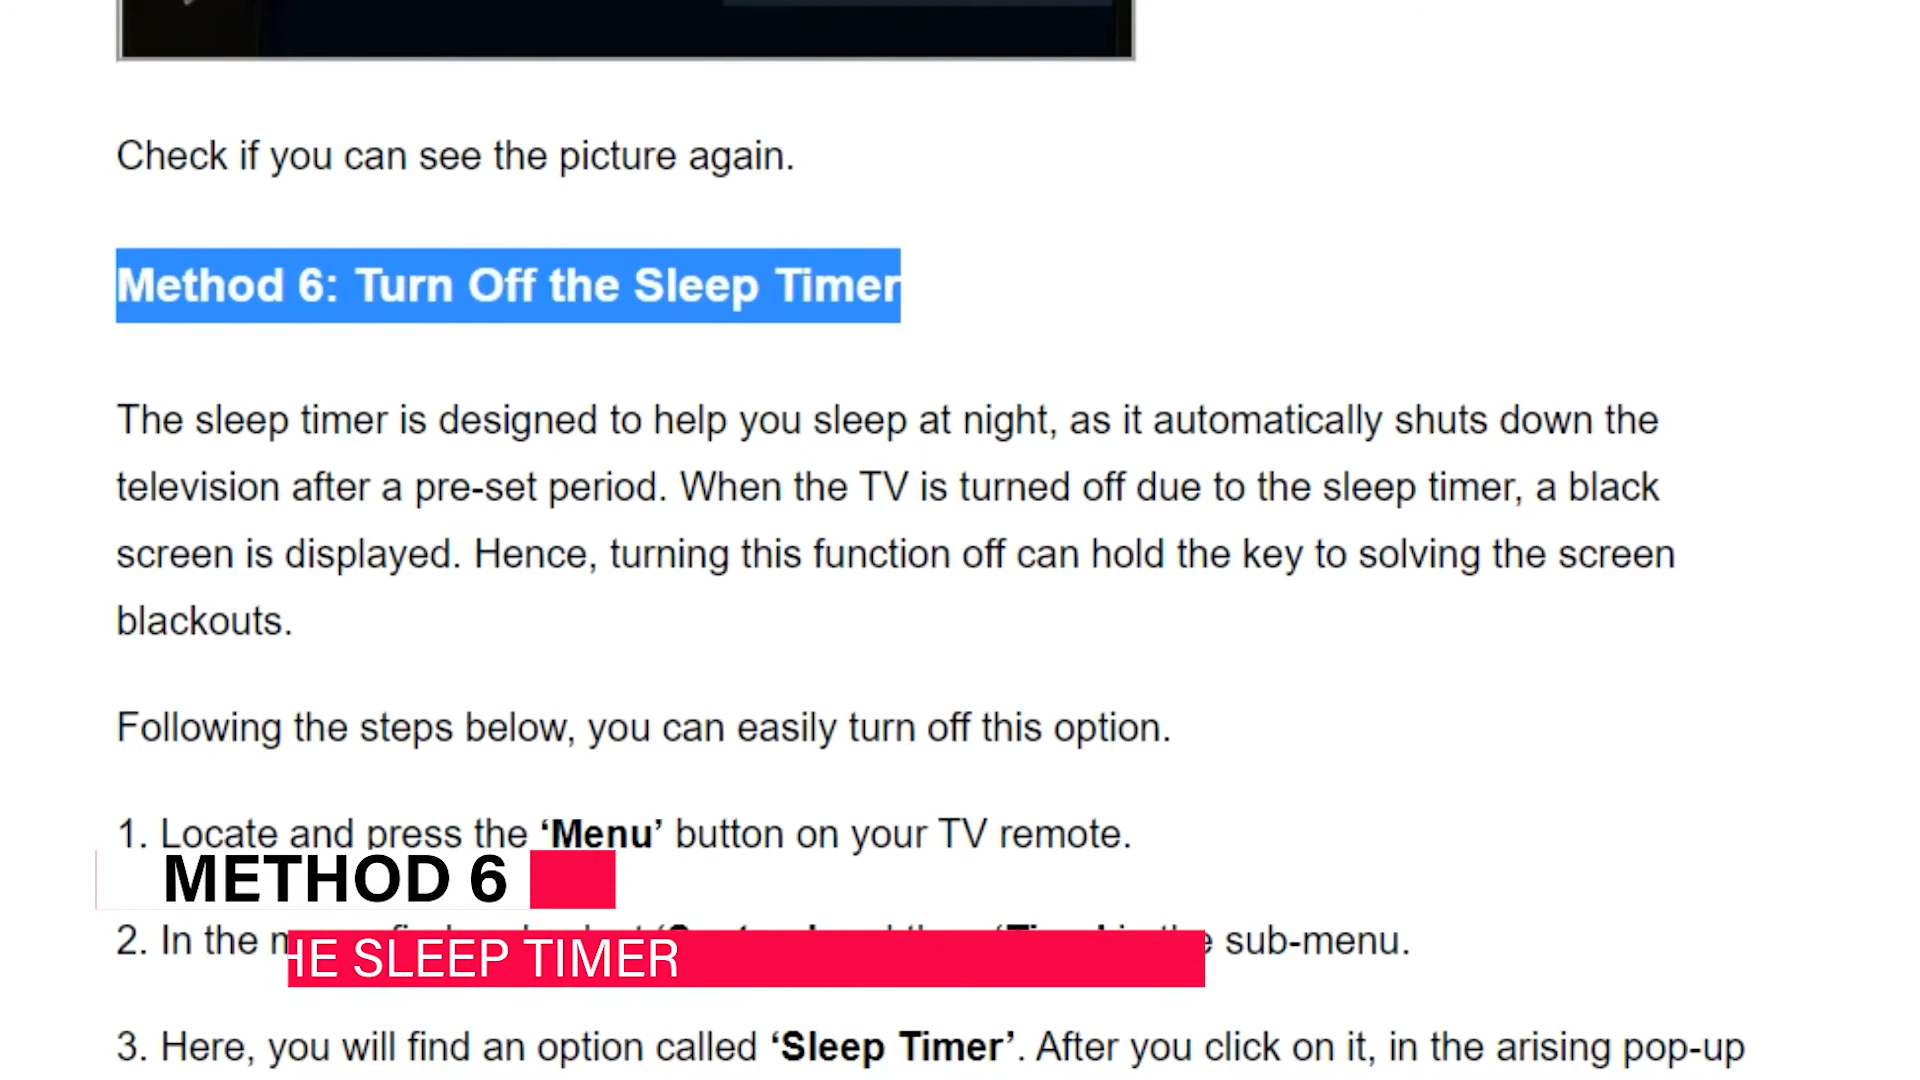 Check if you can see the picture again.
Method 6: Turn Off the Sleep Timer
The sleep timer is designed to help you sleep at night, as it automatically shuts down the
television after a pre-set period. When the TV is turned off due to the sleep timer, a black
screen is displayed. Hence, turning this function off can hold the key to solving the screen
blackouts.
Following the steps below, you can easily turn off this option.
1. Locate and press the ‘Menu’ button on your TV remote.
METHOD 6
2. In the sub-menu.
HE SLEEP TIMER
3. Here, you will find an option called ‘Sleep Timer’. After you click on it, in the arising pop-up